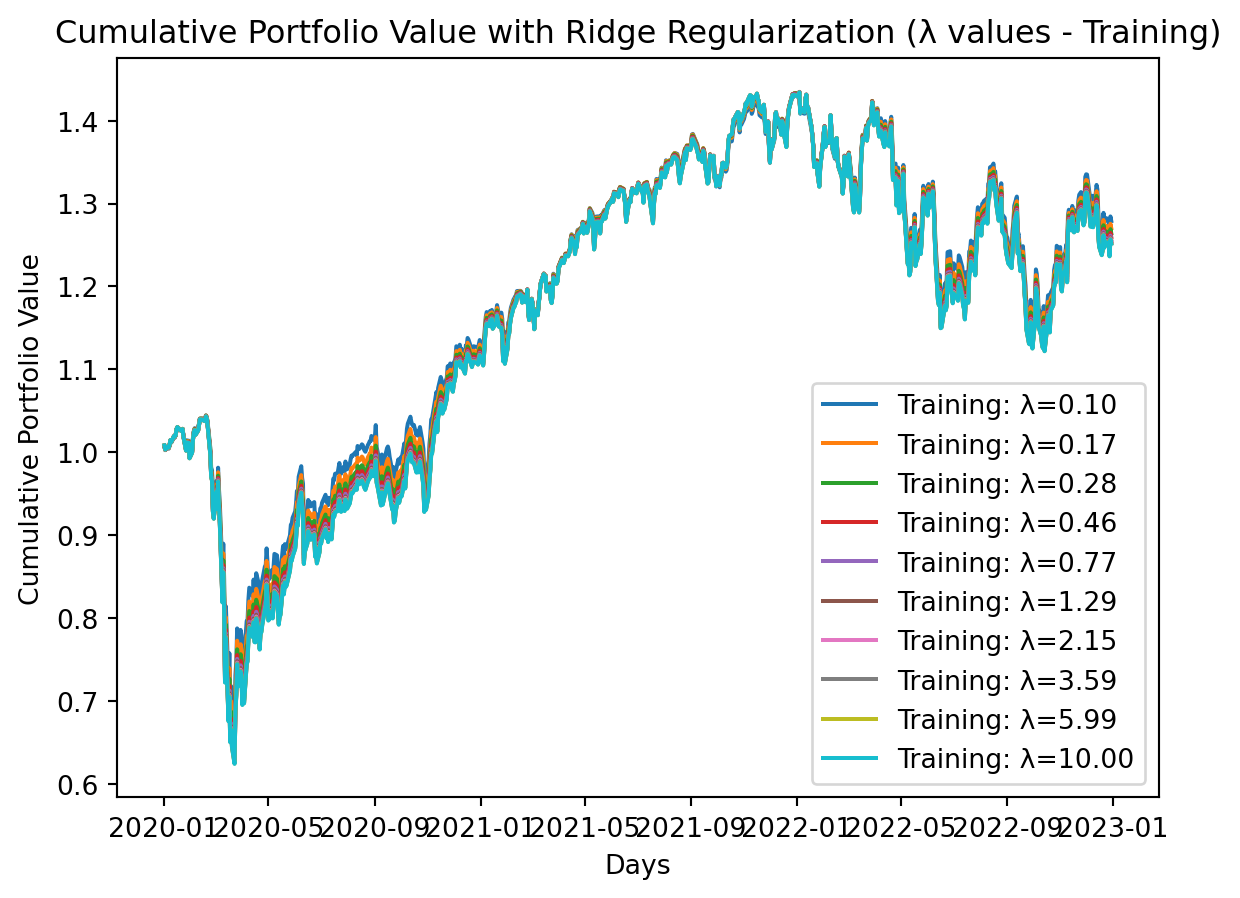 Cumulative Portfolio Value with Ridge Regularization (λ values - Training)
Cumulative Portfolio Value
1.4
1.3
1.2
1.1
1.0
0.9
0.8
0.7
0.6
Training: λ=0.10
Training: λ=0.17
Training: λ=0.28
Training: λ=0.46
Training: λ=0.77
Training: λ=1.29
Training: λ=2.15
Training: λ=3.59
Training: λ=5.99
Training: λ=10.00
2020-01 2020-05 2020-09 2021-01 2021-05 2021-09 2022-01 2022-05 2022-09 2023-01
Days